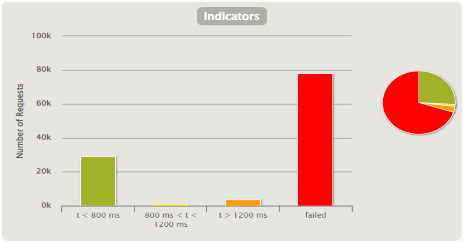 Indicators
Number of Requests
100k
80k
60k
40k
20k
0k
t < 800 ms
800 ms < t <
1200 ms
t > 1200 ms
failed